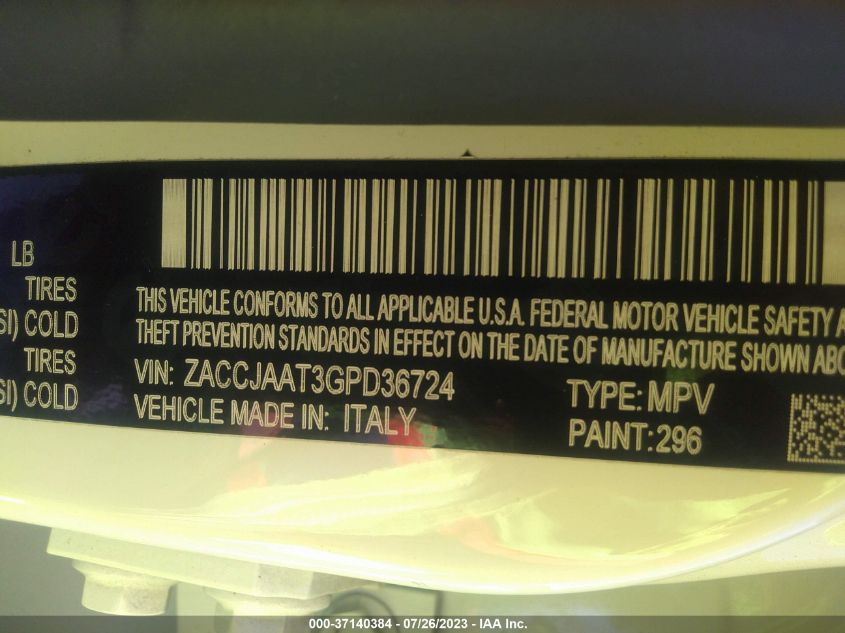 LB
TIRES
SI) COLD
TIRES
SI) COLD
THIS VEHICLE CONFORMS TO ALL APPLICABLE U.S.A. FEDERAL MOTOR VEHICLE SAFETY A
THEFT PREVENTION STANDARDS IN EFFECT ON THE DATE OF MANUFACTURE SHOWN ABO
VIN: ZACCJAAT3GPD36724
TYPE: MPV
VEHICLE MADE IN: ITALY
PAINT: 296
000-37140384 - 07/26/2023 - IAA Inc.